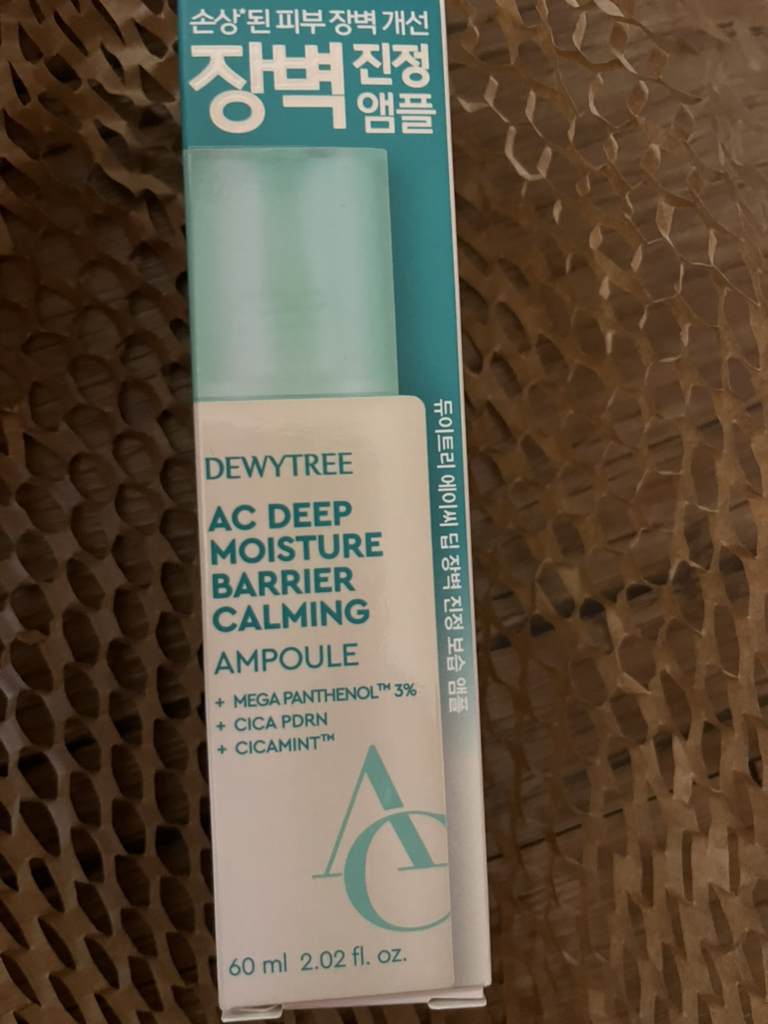 손상*된 피부 장벽 개선
장벽 진정
앰플
DEWYTREE
AC DEEP
MOISTURE
BARRIER
CALMING
AMPOULE
+ MEGA PANTHENOL™ 3%
+ CICA PDRN
+ CICAMINT™
AC
60 ml 2.02 fl. oz.
듀이트리 에이씨 딥 장벽 진정 보습 앰플